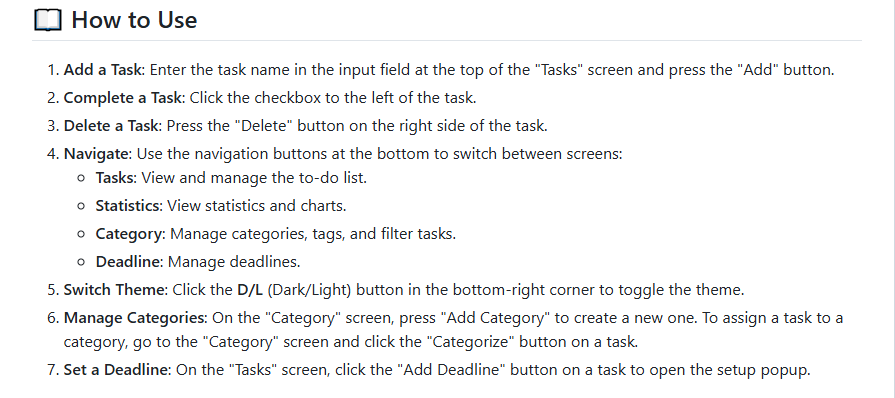 How to Use
1. Add a Task: Enter the task name in the input field at the top of the "Tasks" screen and press the "Add" button.
2. Complete a Task: Click the checkbox to the left of the task.
3. Delete a Task: Press the "Delete" button on the right side of the task.
4. Navigate: Use the navigation buttons at the bottom to switch between screens:
Tasks: View and manage the to-do list.
Statistics: View statistics and charts.
Category: Manage categories, tags, and filter tasks.
Deadline: Manage deadlines.
5. Switch Theme: Click the D/L (Dark/Light) button in the bottom-right corner to toggle the theme.
6. Manage Categories: On the "Category" screen, press "Add Category" to create a new one. To assign a task to a
category, go to the "Category" screen and click the "Categorize" button on a task.
7. Set a Deadline: On the "Tasks" screen, click the "Add Deadline" button on a task to open the setup popup.